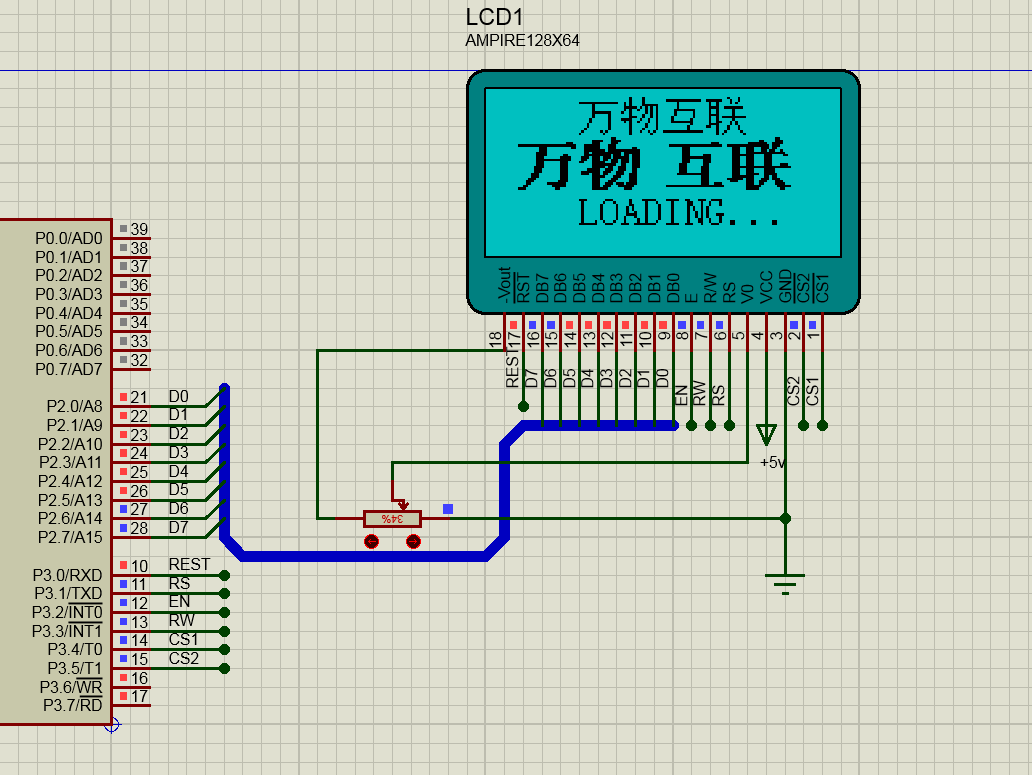 LCD1
AMPIRE128X64
万物互联
万物 互联
LOADING...
-Vout RST DB7 DB6 DB5 DB4 DB3 DB2 DB1 DB0 E R/W RS V0 VCC GND CS2 CS1
18 17 16 15 14 13 12 11 10 9 8 7 6 5 4 3 2 1
REST D7 D6 D5 D4 D3 D2 D1 D0 EN RW RS CS2 CS1
+5v
34%
P0.0/AD0 39
P0.1/AD1 38
P0.2/AD2 37
P0.3/AD3 36
P0.4/AD4 35
P0.5/AD5 34
P0.6/AD6 33
P0.7/AD7 32
P2.0/A8 21 D0
P2.1/A9 22 D1
P2.2/A10 23 D2
P2.3/A11 24 D3
P2.4/A12 25 D4
P2.5/A13 26 D5
P2.6/A14 27 D6
P2.7/A15 28 D7
P3.0/RXD 10 REST
P3.1/TXD 11 RS
P3.2/INT0 12 EN
P3.3/INT1 13 RW
P3.4/T0 14 CS1
P3.5/T1 15 CS2
P3.6/WR 16
P3.7/RD 17